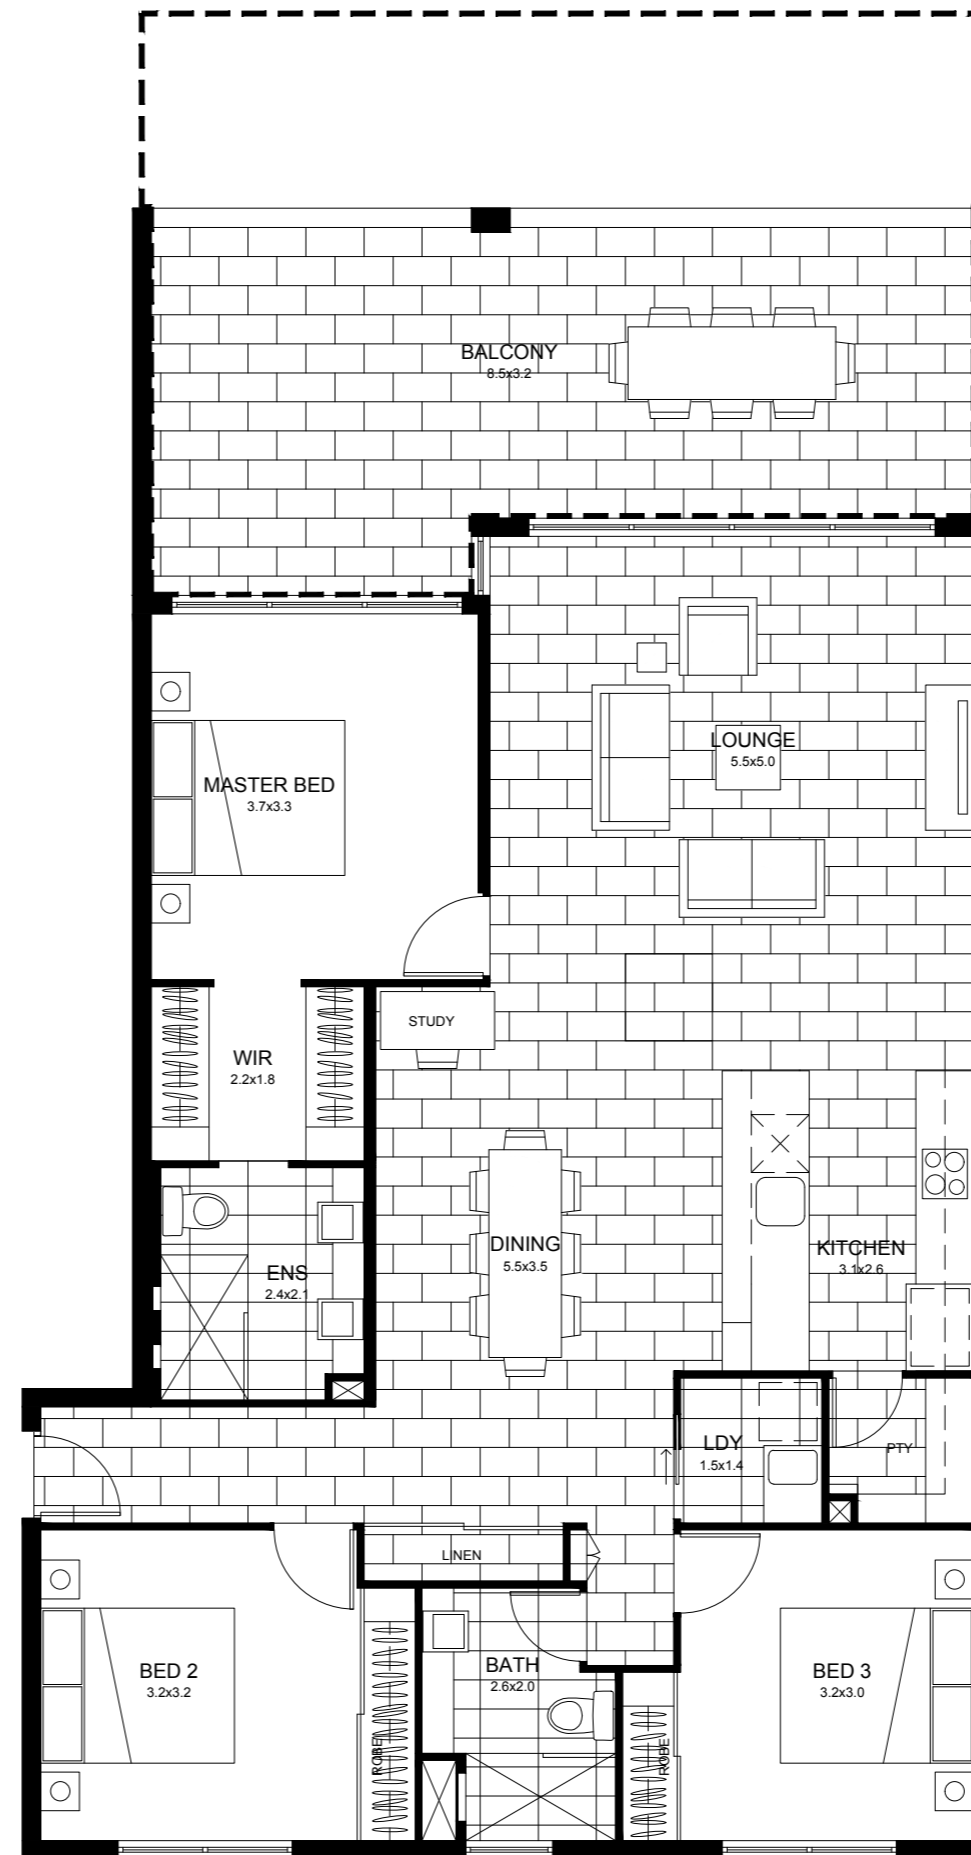 BALCONY
8.5x3.2
LOUNGE
5.5x5.0
MASTER BED
3.7x3.3
STUDY
WIR
2.2x1.8
DINING
5.5x3.5
KITCHEN
3.1x2.6
ENS
2.4x2.1
LDY
1.5x1.4
PTY
LINEN
BED 2
3.2x3.2
ROBE
BATH
2.6x2.0
ROBE
BED 3
3.2x3.0